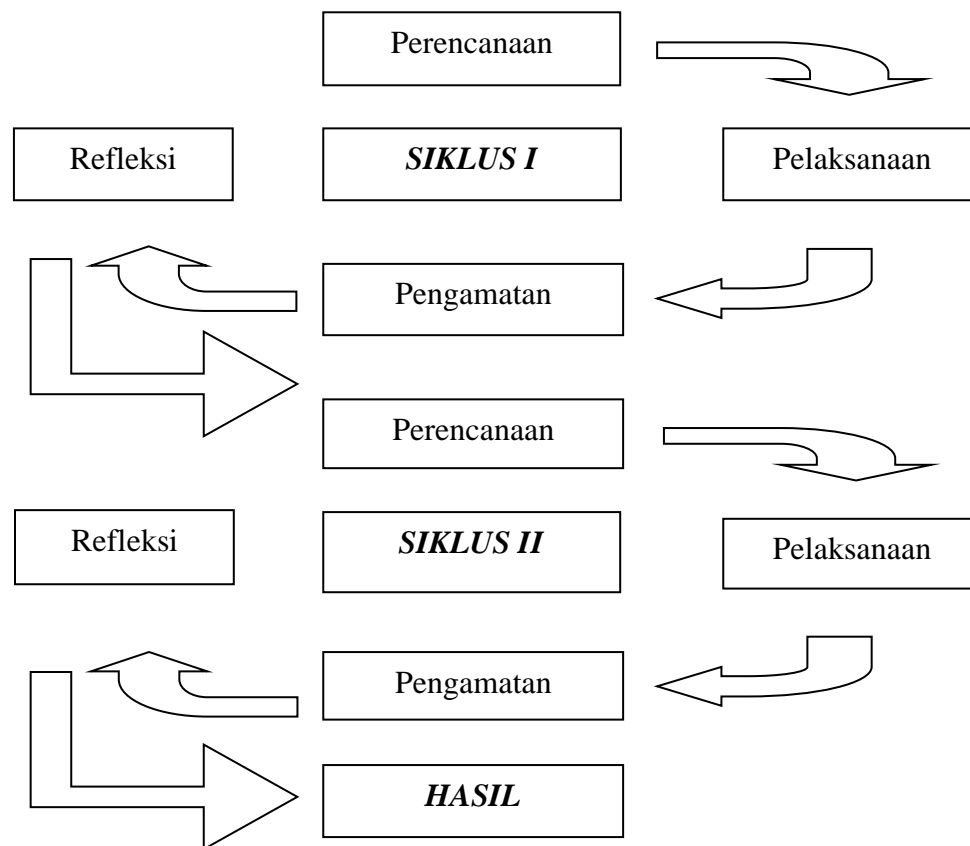 Perencanaan
Refleksi
SIKLUS I
Pelaksanaan
Pengamatan
Perencanaan
Refleksi
SIKLUS II
Pelaksanaan
Pengamatan
HASIL